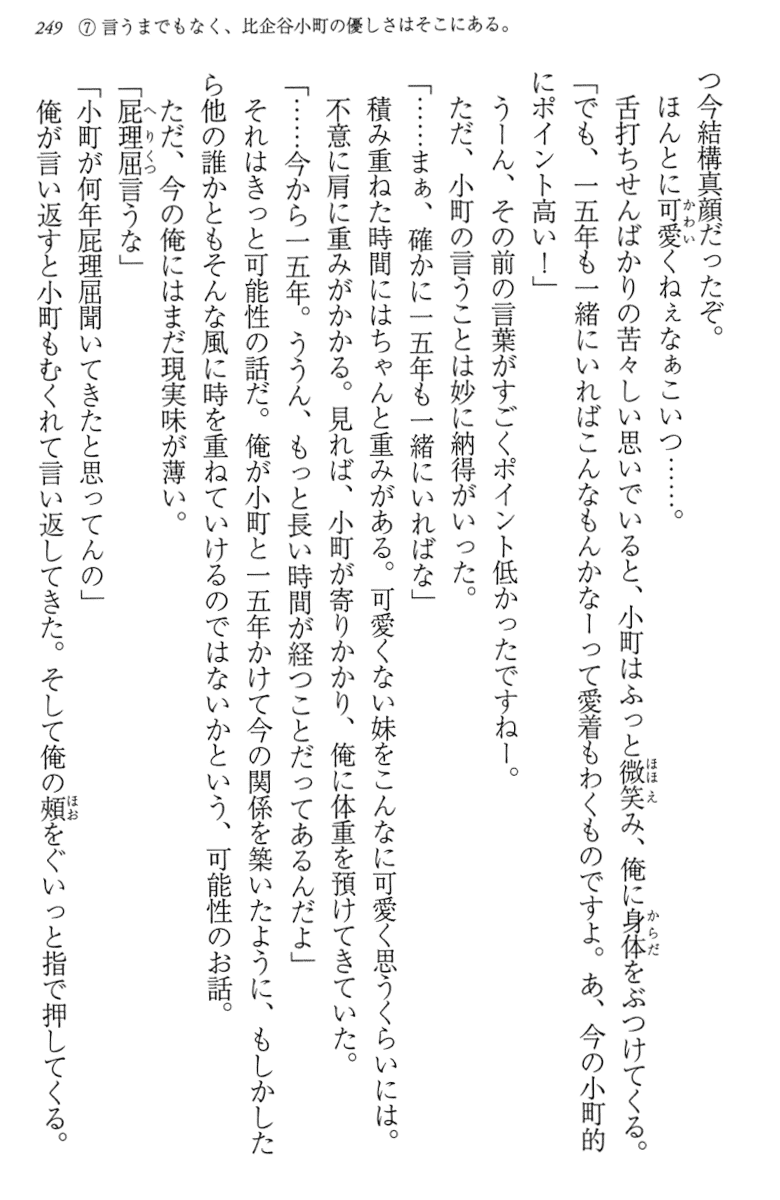 249 ⑦ 言うまでもなく、比企谷小町の優しさはそこにある。
つ今結構真顔だったぞ。
ほんとに可愛くねぇなぁこいつ……。
舌打ちせんばかりの苦々しい思いでいると、小町はふっと微笑み、俺に身体をぶつけてくる。
「でも、一五年も一緒にいればこんなもんかなーって愛着もわくものですよ。あ、今の小町的
にポイント高い！」
うーん、その前の言葉がすごくポイント低かったですねー。
ただ、小町の言うことは妙に納得がいった。
「……まぁ、確かに一五年も一緒にいればな」
積み重ねた時間にはちゃんと重みがある。可愛くない妹をこんなに可愛く思うくらいには。
不意に肩に重みがかかる。見れば、小町が寄りかかり、俺に体重を預けてきていた。
「……今から一五年。ううん、もっと長い時間が経つことだってあるんだよ」
それはきっと可能性の話だ。俺が小町と一五年かけて今の関係を築いたように、もしかした
ら他の誰かともそんな風に時を重ねていけるのではないかという、可能性のお話。
ただ、今の俺にはまだ現実味が薄い。
「屁理屈言うな」
「小町が何年屁理屈聞いてきたと思ってんの」
俺が言い返すと小町もむくれて言い返してきた。そして俺の頰をぐいっと指で押してくる。